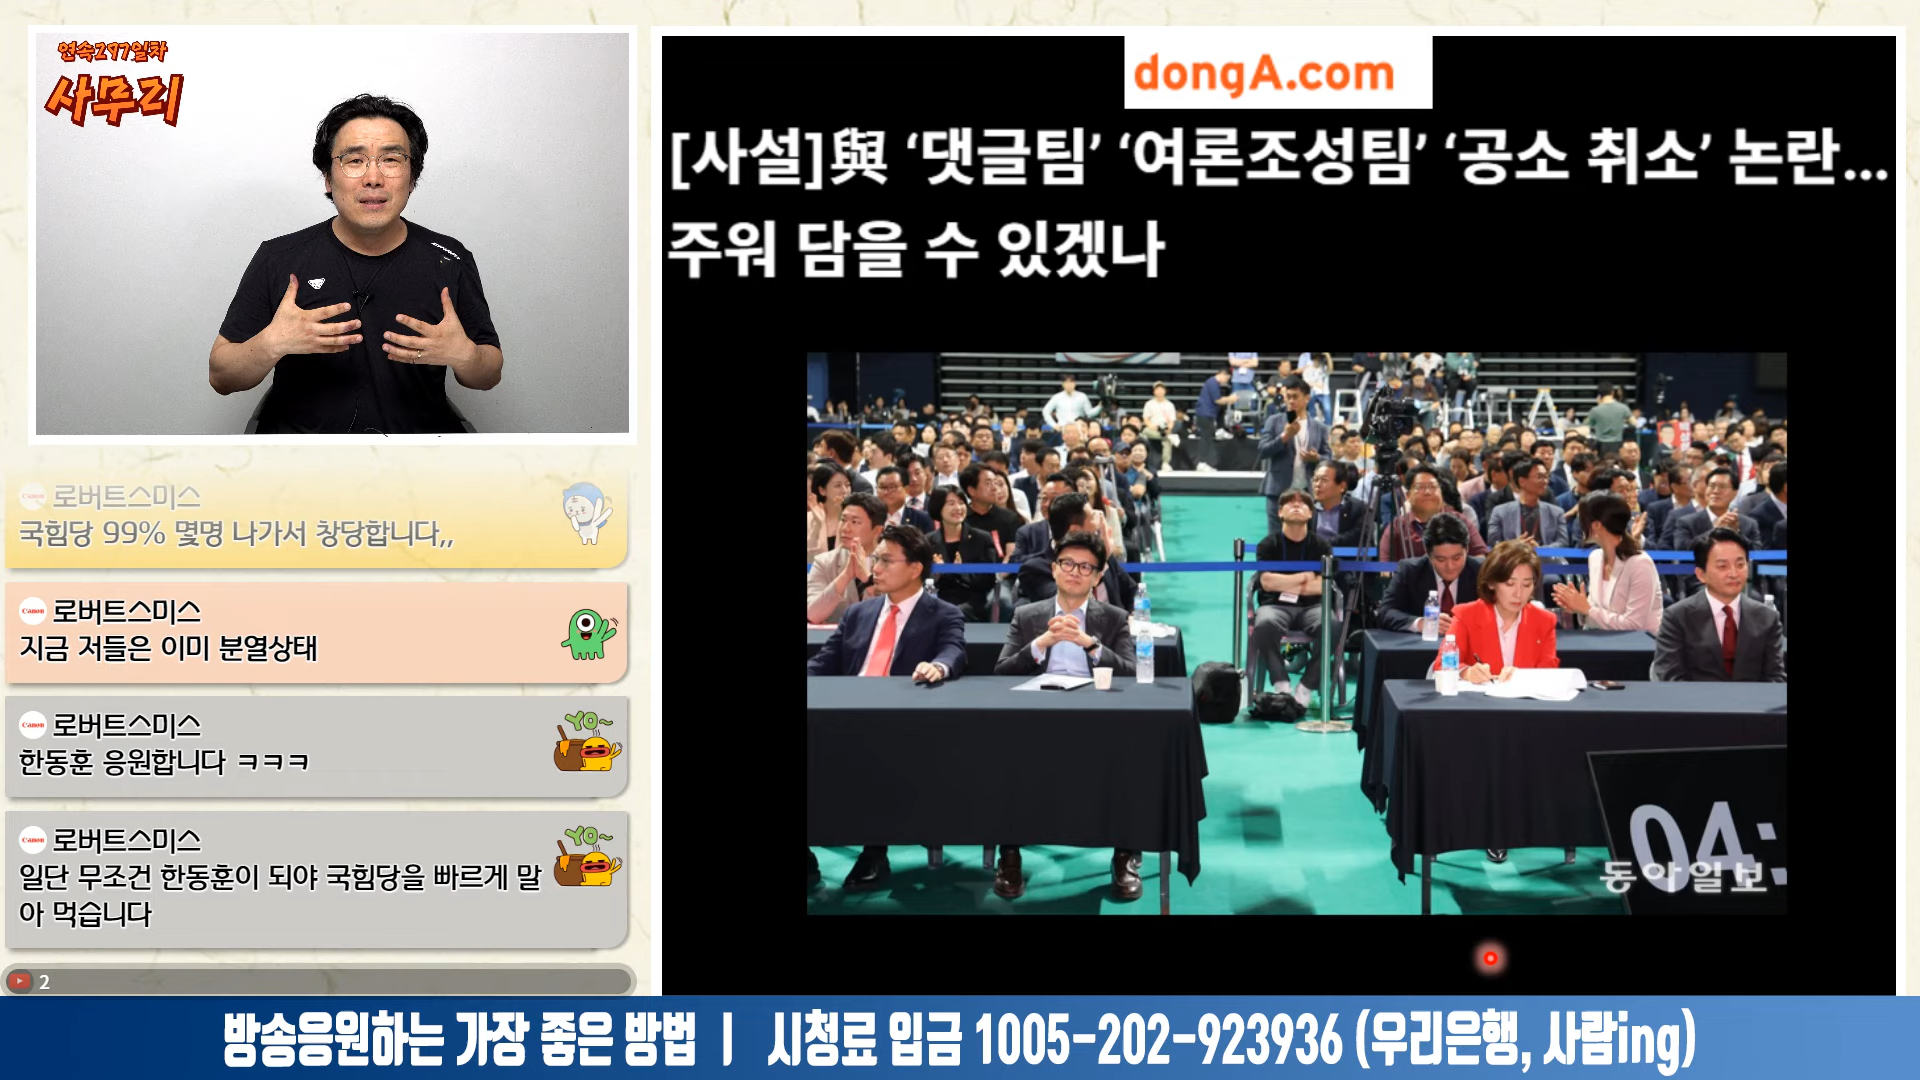 연속297일차
사무리
dongA.com
[사설]與 ‘댓글팀’ ‘여론조성팀’ ‘공소 취소’ 논란...
주워 담을 수 있겠나
04:
동아일보
Canon 로버트스미스
국힘당 99% 몇명 나가서 창당합니다,,
Canon 로버트스미스
지금 저들은 이미 분열상태
Canon 로버트스미스
한동훈 응원합니다 ㅋㅋㅋ
YO~
Canon 로버트스미스
일단 무조건 한동훈이 되야 국힘당을 빠르게 말
아 먹습니다
YO~
2
방송응원하는 가장 좋은 방법 ㅣ 시청료 입금 1005-202-923936 (우리은행, 사람ing)